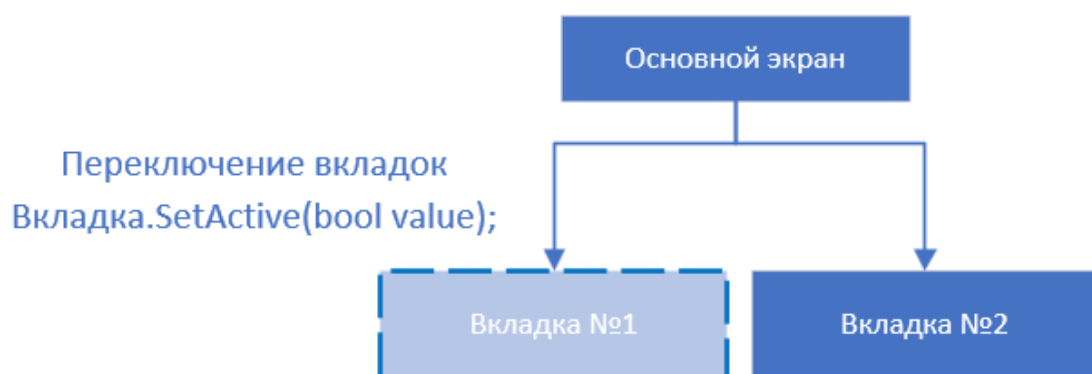 Основной экран
Переключение вкладок
Вкладка.SetActive(bool value);
Вкладка №1
Вкладка №2